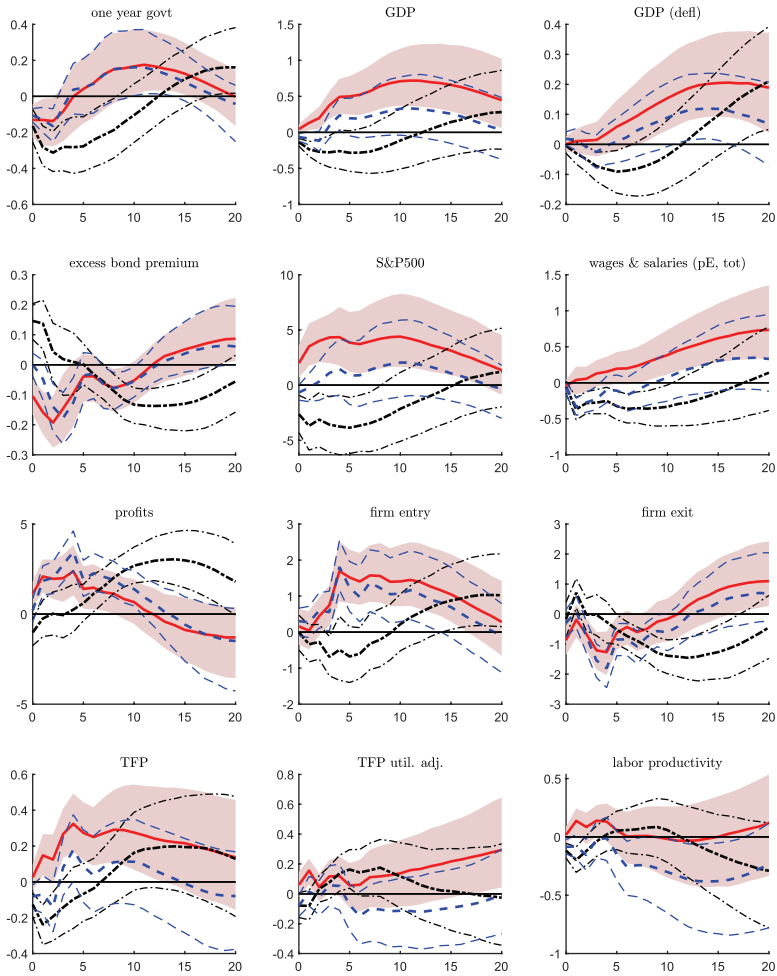 one year govt
GDP
GDP (defl)
0.4
0.2
0
-0.2
-0.4
-0.6
0 5 10 15 20
1.5
1
0.5
0
-0.5
-1
0 5 10 15 20
0.4
0.3
0.2
0.1
0
-0.1
-0.2
0 5 10 15 20
excess bond premium
S&P500
wages & salaries (pE, tot)
0.3
0.2
0.1
0
-0.1
-0.2
-0.3
0 5 10 15 20
10
5
0
-5
0 5 10 15 20
1.5
1
0.5
0
-0.5
-1
0 5 10 15 20
profits
firm entry
firm exit
5
0
-5
0 5 10 15 20
3
2
1
0
-1
-2
0 5 10 15 20
3
2
1
0
-1
-2
-3
0 5 10 15 20
TFP
TFP util. adj.
labor productivity
0.6
0.4
0.2
0
-0.2
-0.4
0 5 10 15 20
0.8
0.6
0.4
0.2
0
-0.2
-0.4
0 5 10 15 20
0.5
0
-0.5
-1
0 5 10 15 20